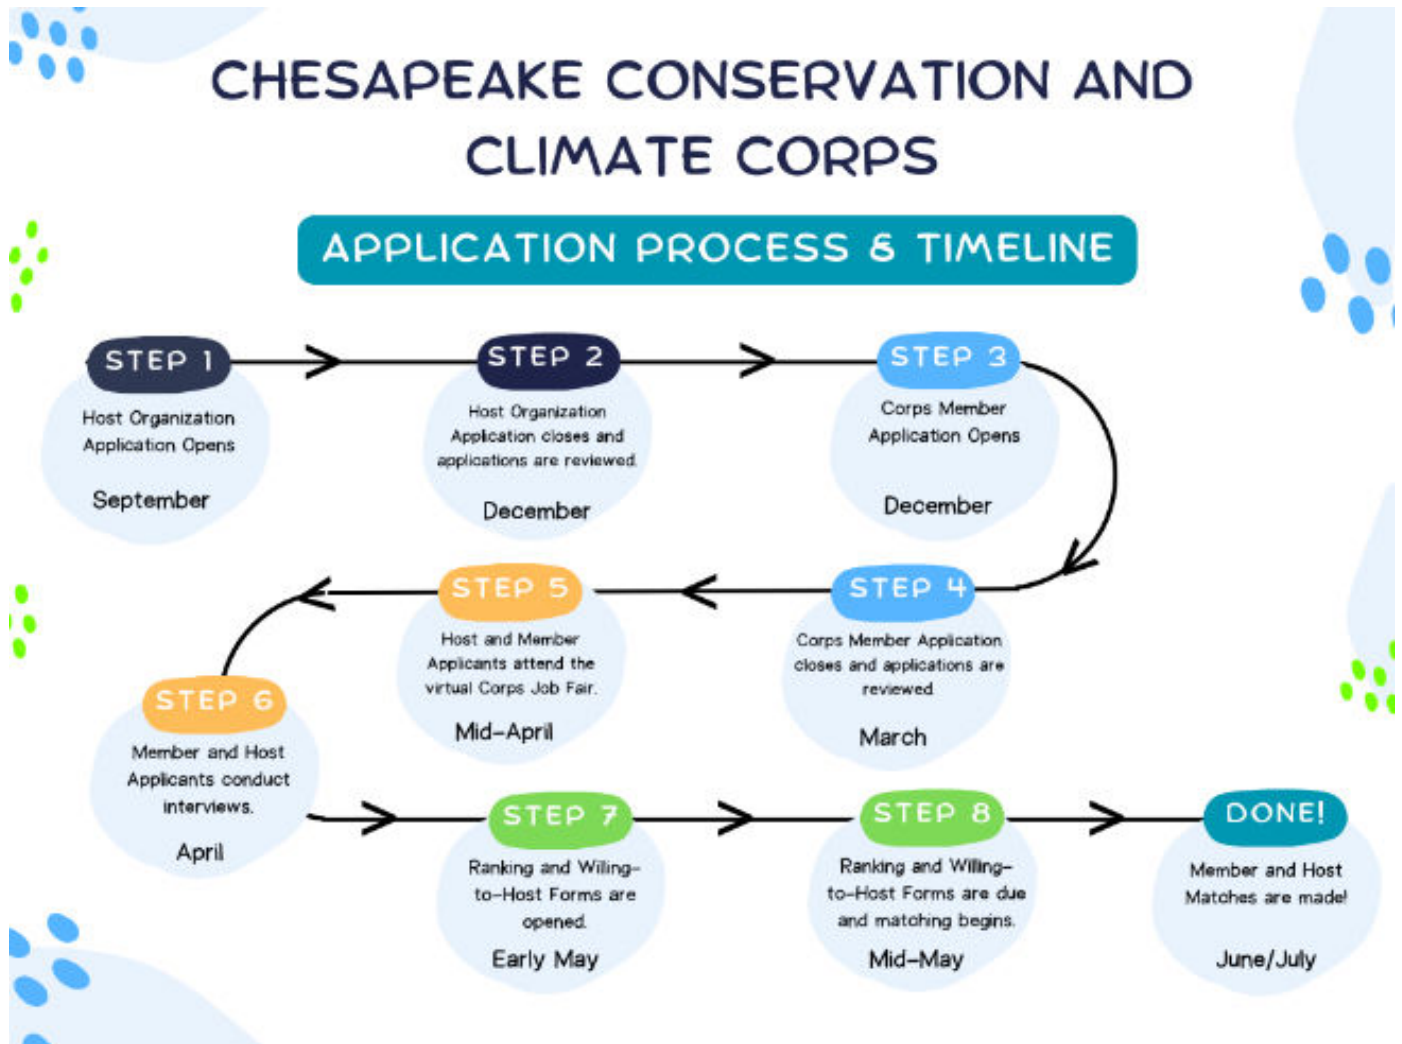 CHESAPEAKE CONSERVATION AND
CLIMATE CORPS
APPLICATION PROCESS & TIMELINE
STEP 1
Host Organization
Application Opens
September
STEP 2
Host Organization
Application closes and
applications are reviewed.
December
STEP 3
Corps Member
Application Opens
December
STEP 4
Corps Member Application
closes and applications are
reviewed.
March
STEP 5
Host and Member
Applicants attend the
virtual Corps Job Fair.
Mid-April
STEP 6
Member and Host
Applicants conduct
interviews.
April
STEP 7
Ranking and Willing-
to-Host Forms are
opened.
Early May
STEP 8
Ranking and Willing-
to-Host Forms are due
and matching begins.
Mid-May
DONE!
Member and Host
Matches are made!
June/July